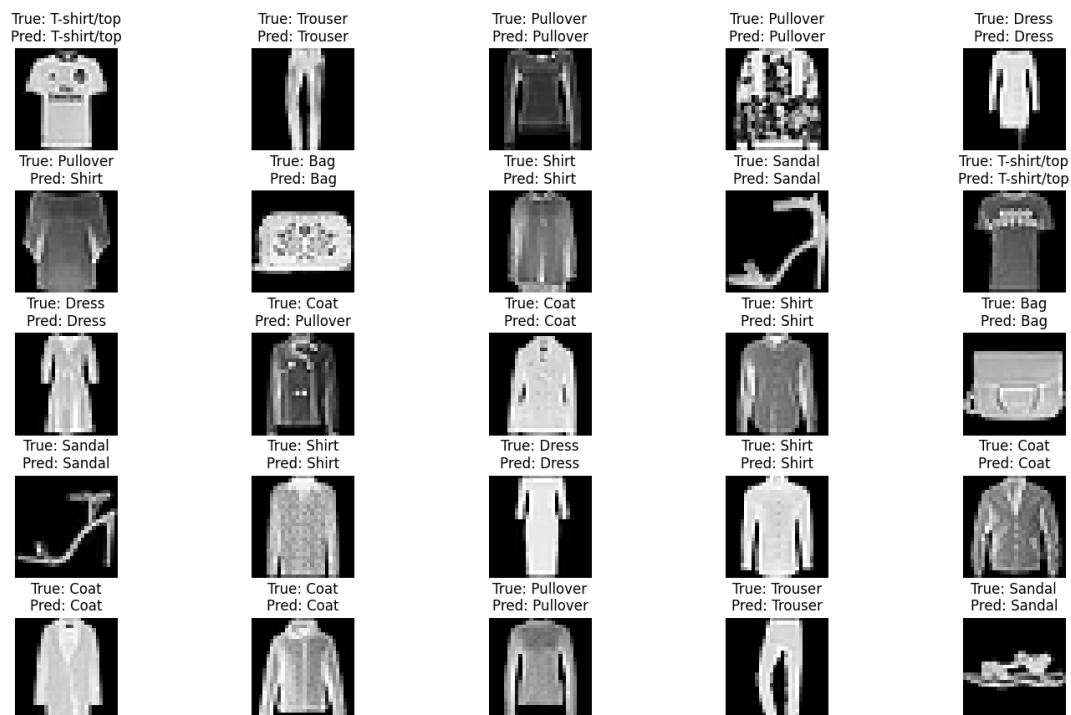 True: T-shirt/top
Pred: T-shirt/top
True: Trouser
Pred: Trouser
True: Pullover
Pred: Pullover
True: Pullover
Pred: Pullover
True: Dress
Pred: Dress
True: Pullover
Pred: Shirt
True: Bag
Pred: Bag
True: Shirt
Pred: Shirt
True: Sandal
Pred: Sandal
True: T-shirt/top
Pred: T-shirt/top
True: Dress
Pred: Dress
True: Coat
Pred: Pullover
True: Coat
Pred: Coat
True: Shirt
Pred: Shirt
True: Bag
Pred: Bag
True: Sandal
Pred: Sandal
True: Shirt
Pred: Shirt
True: Dress
Pred: Dress
True: Shirt
Pred: Shirt
True: Coat
Pred: Coat
True: Coat
Pred: Coat
True: Coat
Pred: Coat
True: Pullover
Pred: Pullover
True: Trouser
Pred: Trouser
True: Sandal
Pred: Sandal